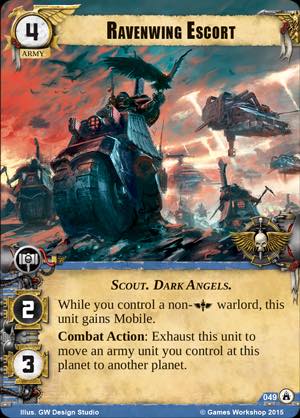 4
RAVENWING ESCORT
ARMY
SCOUT. DARK ANGELS.
2
While you control a non- warlord, this
unit gains Mobile.
Combat Action: Exhaust this unit to
3
move an army unit you control at this
planet to another planet.
049
Illus. GW Design Studio
© Games Workshop 2015